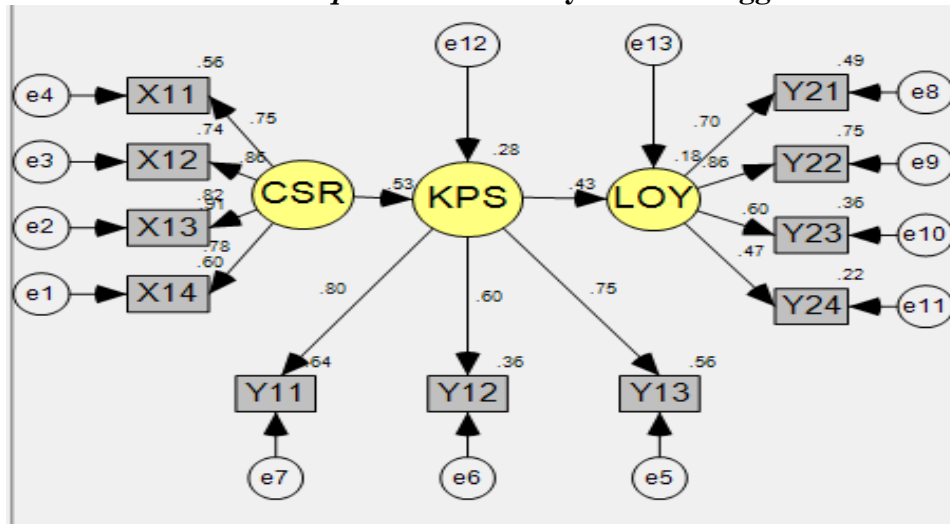 e12
e13
.56
.49
e4
X11
.75
Y21
e8
.74
.70
.75
e3
X12
.86
.28
.18
.86
Y22
e9
CSR
.53
KPS
.43
LOY
.82
.91
.60
.36
e2
X13
Y23
e10
.78
.47
.60
.22
e1
X14
.80
.60
.75
Y24
e11
.64
.36
.56
Y11
Y12
Y13
e7
e6
e5